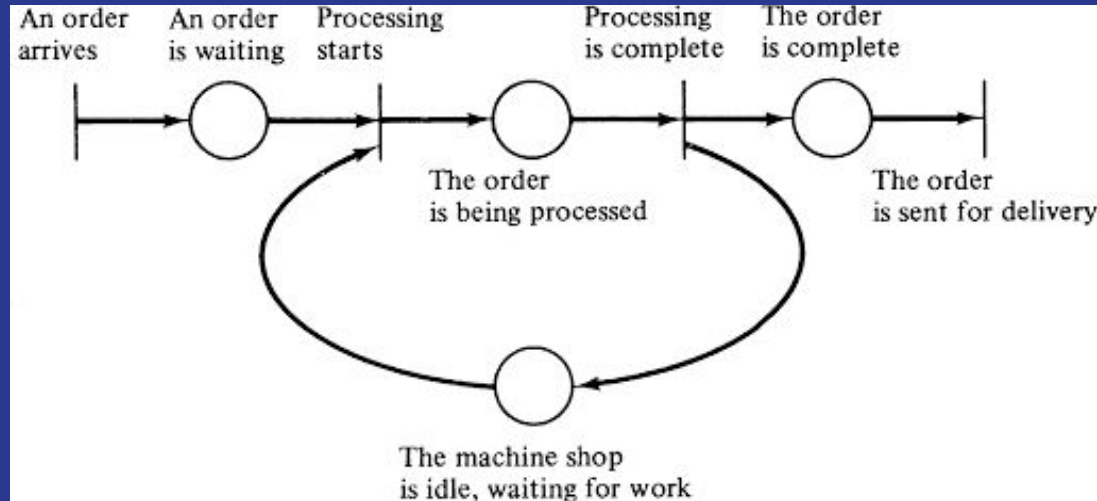 An order
arrives
An order
is waiting
Processing
starts
Processing
is complete
The order
is complete
The order
is being processed
The order
is sent for delivery
The machine shop
is idle, waiting for work